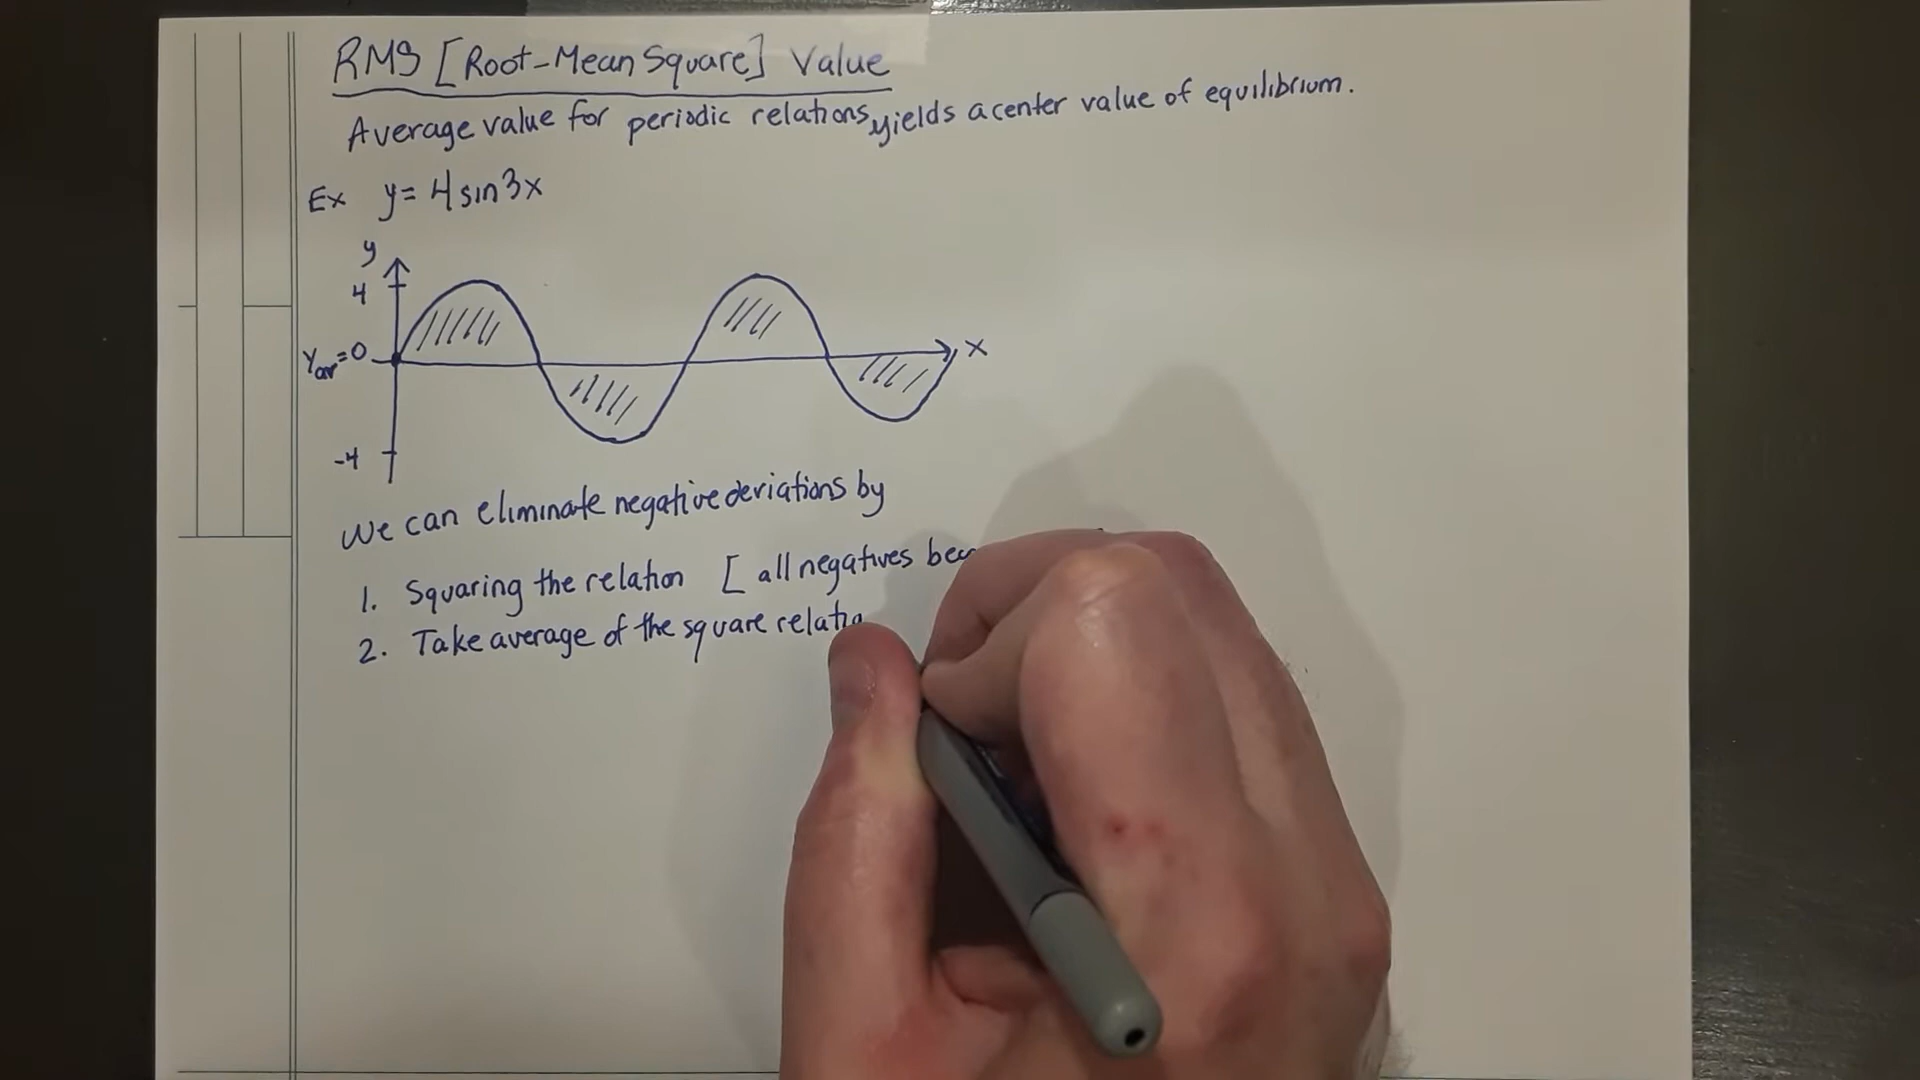 RMS [Root-Mean Square] Value
Average value for periodic relations, yields a center value of equilibrium.
Ex y= 4 sin3x
y
4
Yav=0
x
-4
We can eliminate negative deviations by
1. Squaring the relation [ all negatives
2. Take average of the square